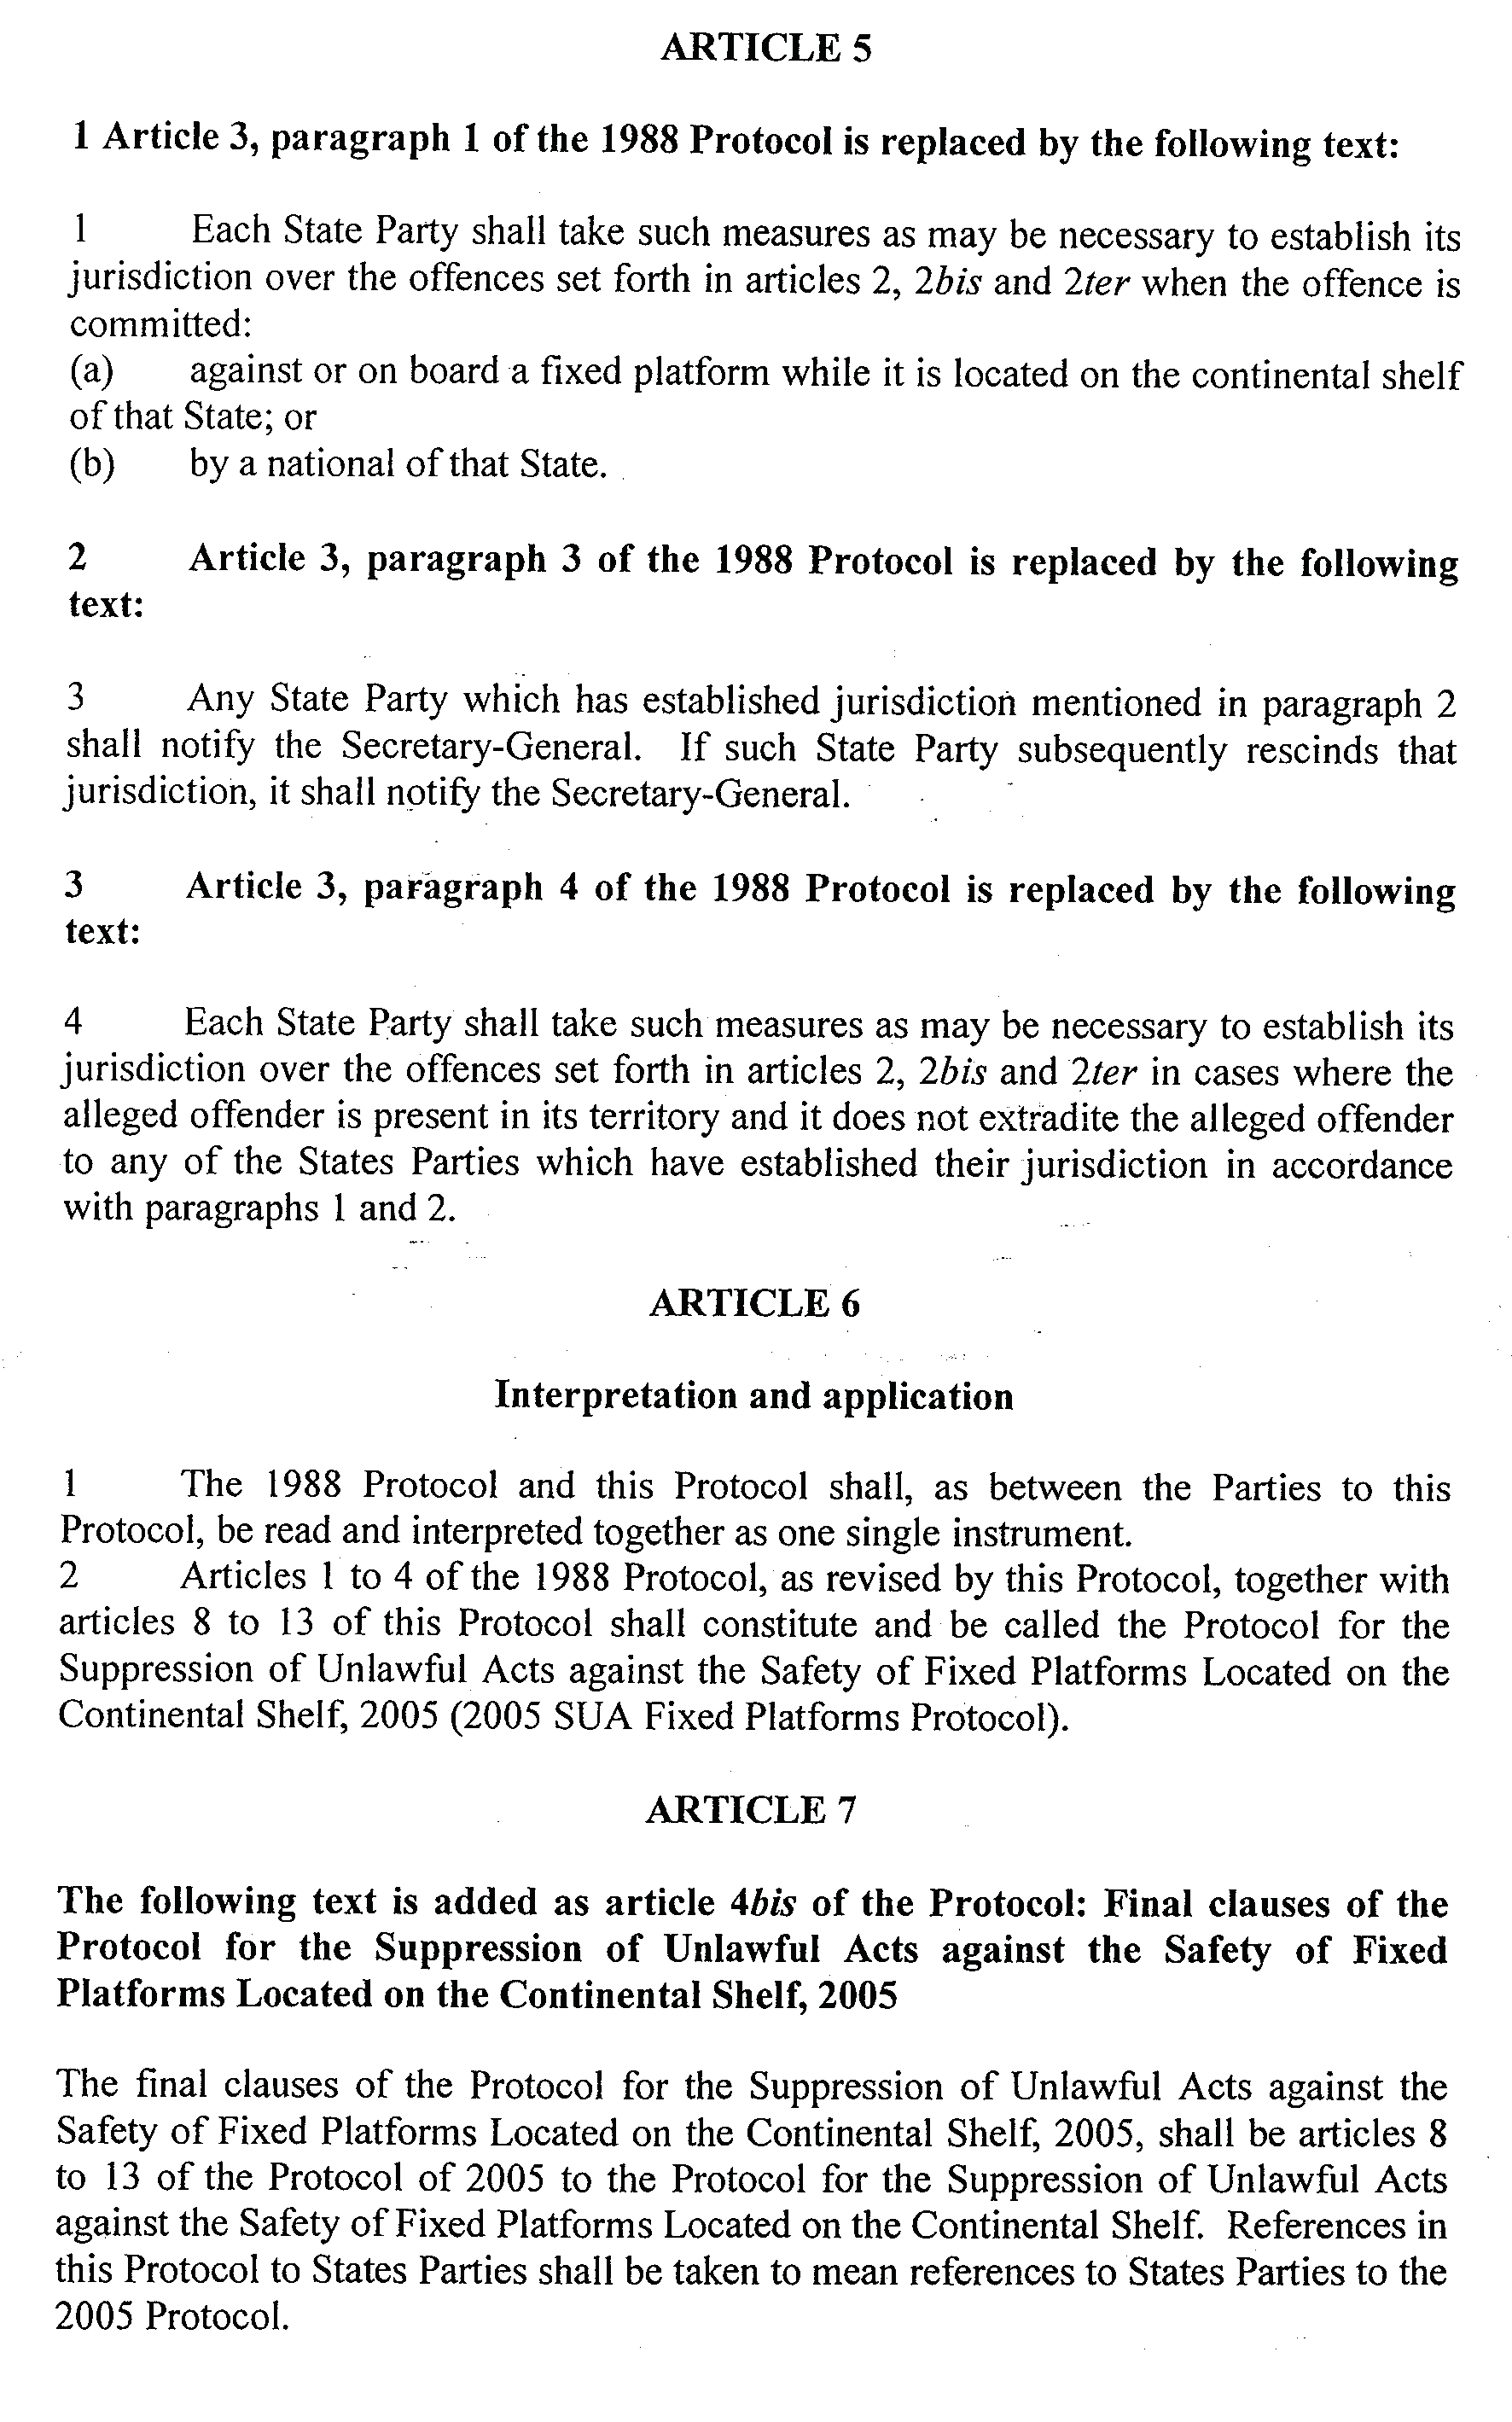 ARTICLE 5
1 Article 3, paragraph 1 of the 1988 Protocol is replaced by the following text:
1 Each State Party shall take such measures as may be necessary to establish its
jurisdiction over the offences set forth in articles 2, 2bis and 2ter when the offence is
committed:
(a) against or on board a fixed platform while it is located on the continental shelf
of that State; or
(b) by a national of that State.
2 Article 3, paragraph 3 of the 1988 Protocol is replaced by the following
text:
3 Any State Party which has established jurisdiction mentioned in paragraph 2
shall notify the Secretary-General. If such State Party subsequently rescinds that
jurisdiction, it shall notify the Secretary-General.
3 Article 3, paragraph 4 of the 1988 Protocol is replaced by the following
text:
4 Each State Party shall take such measures as may be necessary to establish its
jurisdiction over the offences set forth in articles 2, 2bis and 2ter in cases where the
alleged offender is present in its territory and it does not extradite the alleged offender
to any of the States Parties which have established their jurisdiction in accordance
with paragraphs 1 and 2.
ARTICLE 6
Interpretation and application
1 The 1988 Protocol and this Protocol shall, as between the Parties to this
Protocol, be read and interpreted together as one single instrument.
2 Articles 1 to 4 of the 1988 Protocol, as revised by this Protocol, together with
articles 8 to 13 of this Protocol shall constitute and be called the Protocol for the
Suppression of Unlawful Acts against the Safety of Fixed Platforms Located on the
Continental Shelf, 2005 (2005 SUA Fixed Platforms Protocol).
ARTICLE 7
The following text is added as article 4bis of the Protocol: Final clauses of the
Protocol for the Suppression of Unlawful Acts against the Safety of Fixed
Platforms Located on the Continental Shelf, 2005
The final clauses of the Protocol for the Suppression of Unlawful Acts against the
Safety of Fixed Platforms Located on the Continental Shelf, 2005, shall be articles 8
to 13 of the Protocol of 2005 to the Protocol for the Suppression of Unlawful Acts
against the Safety of Fixed Platforms Located on the Continental Shelf. References in
this Protocol to States Parties shall be taken to mean references to States Parties to the
2005 Protocol.